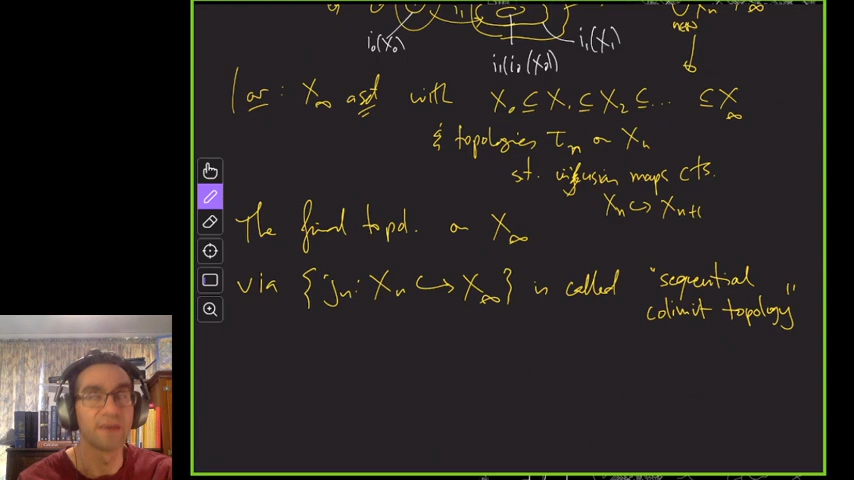 i₀(X₀)
i₁(X₁)
i₁(i₀(X₀)
X∞ a set with X₀ ⊆ X₁ ⊆ X₂ ⊆ ... ⊆ X∞
& topologies τₙ on Xₙ
st. inclusion maps cts.
Xₙ ↪ Xₙ₊₁
The final topol. on X∞
via {jₙ: Xₙ ↪ X∞} is called "sequential
colimit topology"